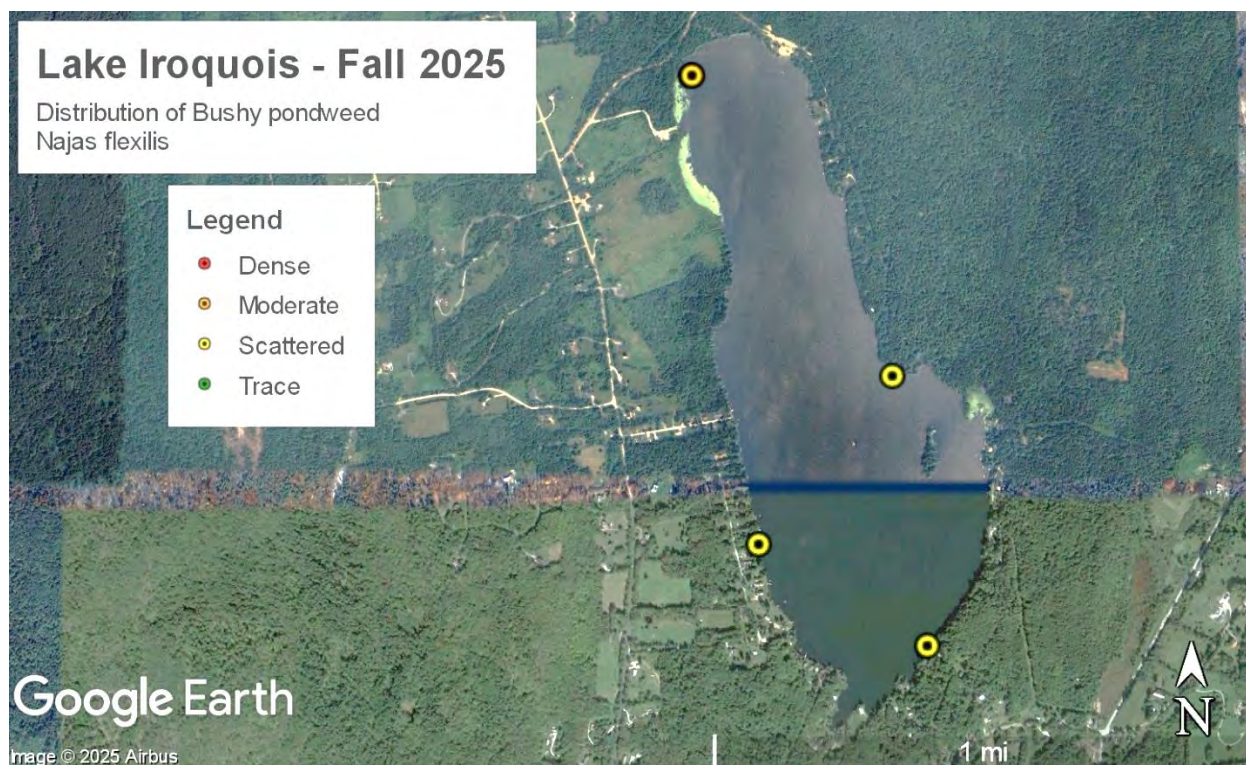 Lake Iroquois - Fall 2025
Distribution of Bushy pondweed
Najas flexilis
Legend
Dense
Moderate
Scattered
Trace
Google Earth
Image © 2025 Airbus
1 mi
N